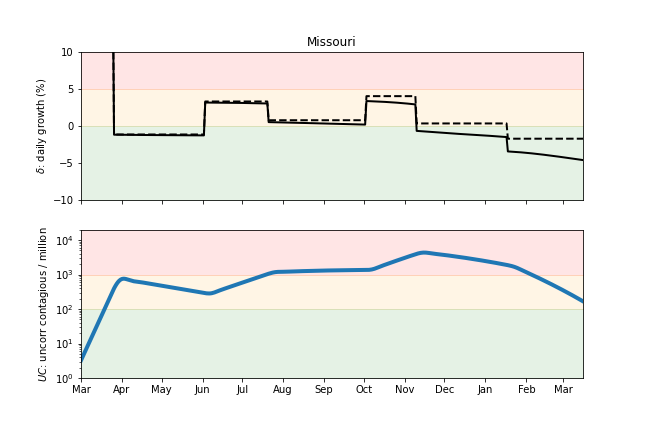 Missouri
δ: daily growth (%)
10
5
0
−5
−10
UC: uncorr contagious / million
10⁴
10³
10²
10¹
10⁰
Mar Apr May Jun Jul Aug Sep Oct Nov Dec Jan Feb Mar